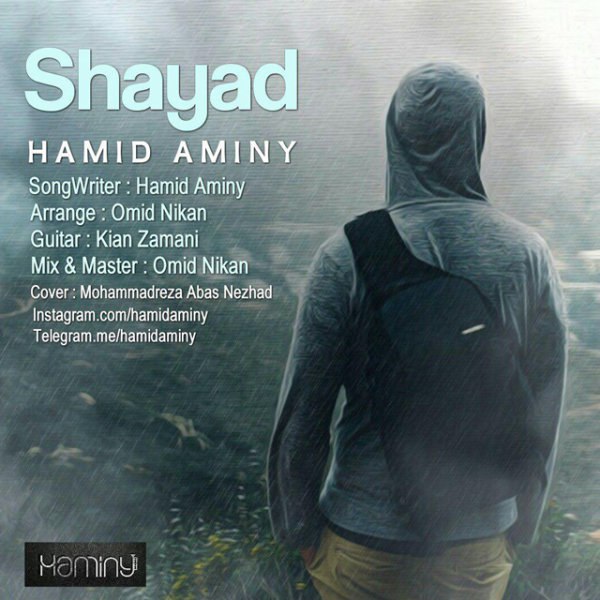 Shayad
HAMID AMINY
SongWriter : Hamid Aminy
Arrange : Omid Nikan
Guitar : Kian Zamani
Mix & Master : Omid Nikan
Cover : Mohammadreza Abas Nezhad
Instagram.com/hamidaminy
Telegram.me/hamidaminy
Haminy